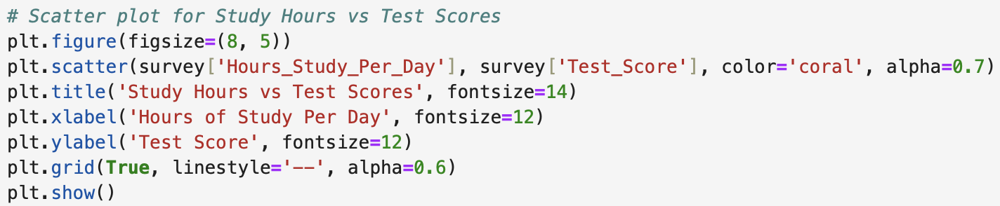 # Scatter plot for Study Hours vs Test Scores
plt.figure(figsize=(8, 5))
plt.scatter(survey['Hours_Study_Per_Day'], survey['Test_Score'], color='coral', alpha=0.7)
plt.title('Study Hours vs Test Scores', fontsize=14)
plt.xlabel('Hours of Study Per Day', fontsize=12)
plt.ylabel('Test Score', fontsize=12)
plt.grid(True, linestyle='--', alpha=0.6)
plt.show()